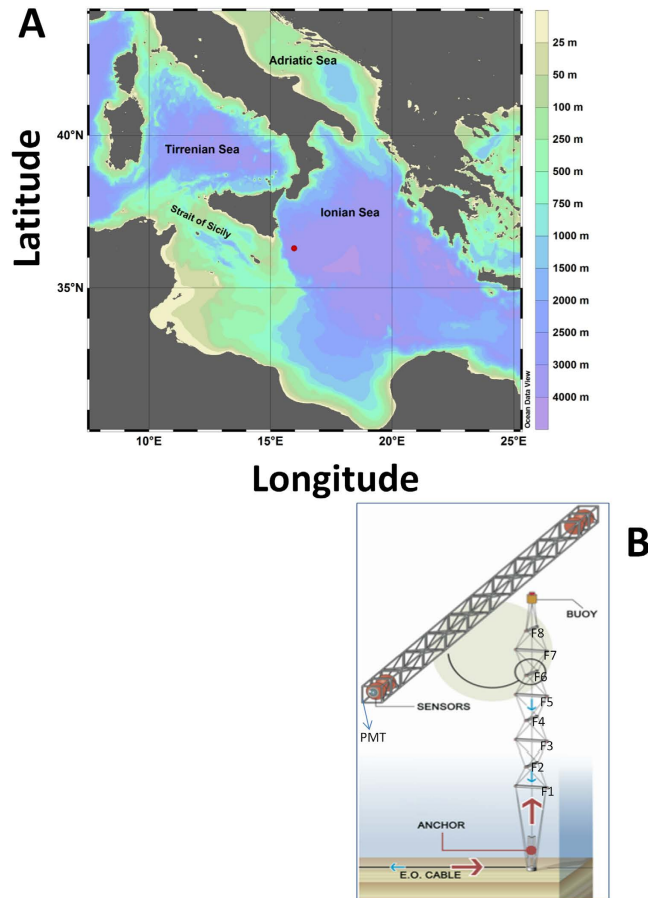 A
Adriatic Sea
Tirrenian Sea
Ionian Sea
Strait of Sicily
40°N
35°N
Latitude
10°E
15°E
20°E
25°E
Longitude
25 m
50 m
100 m
250 m
500 m
1000 m
1500 m
2000 m
2500 m
3000 m
4000 m
Ocean Data View
B
BUOY
F8
F7
F6
F5
F4
F3
F2
F1
SENSORS
PMT
ANCHOR
E.O. CABLE